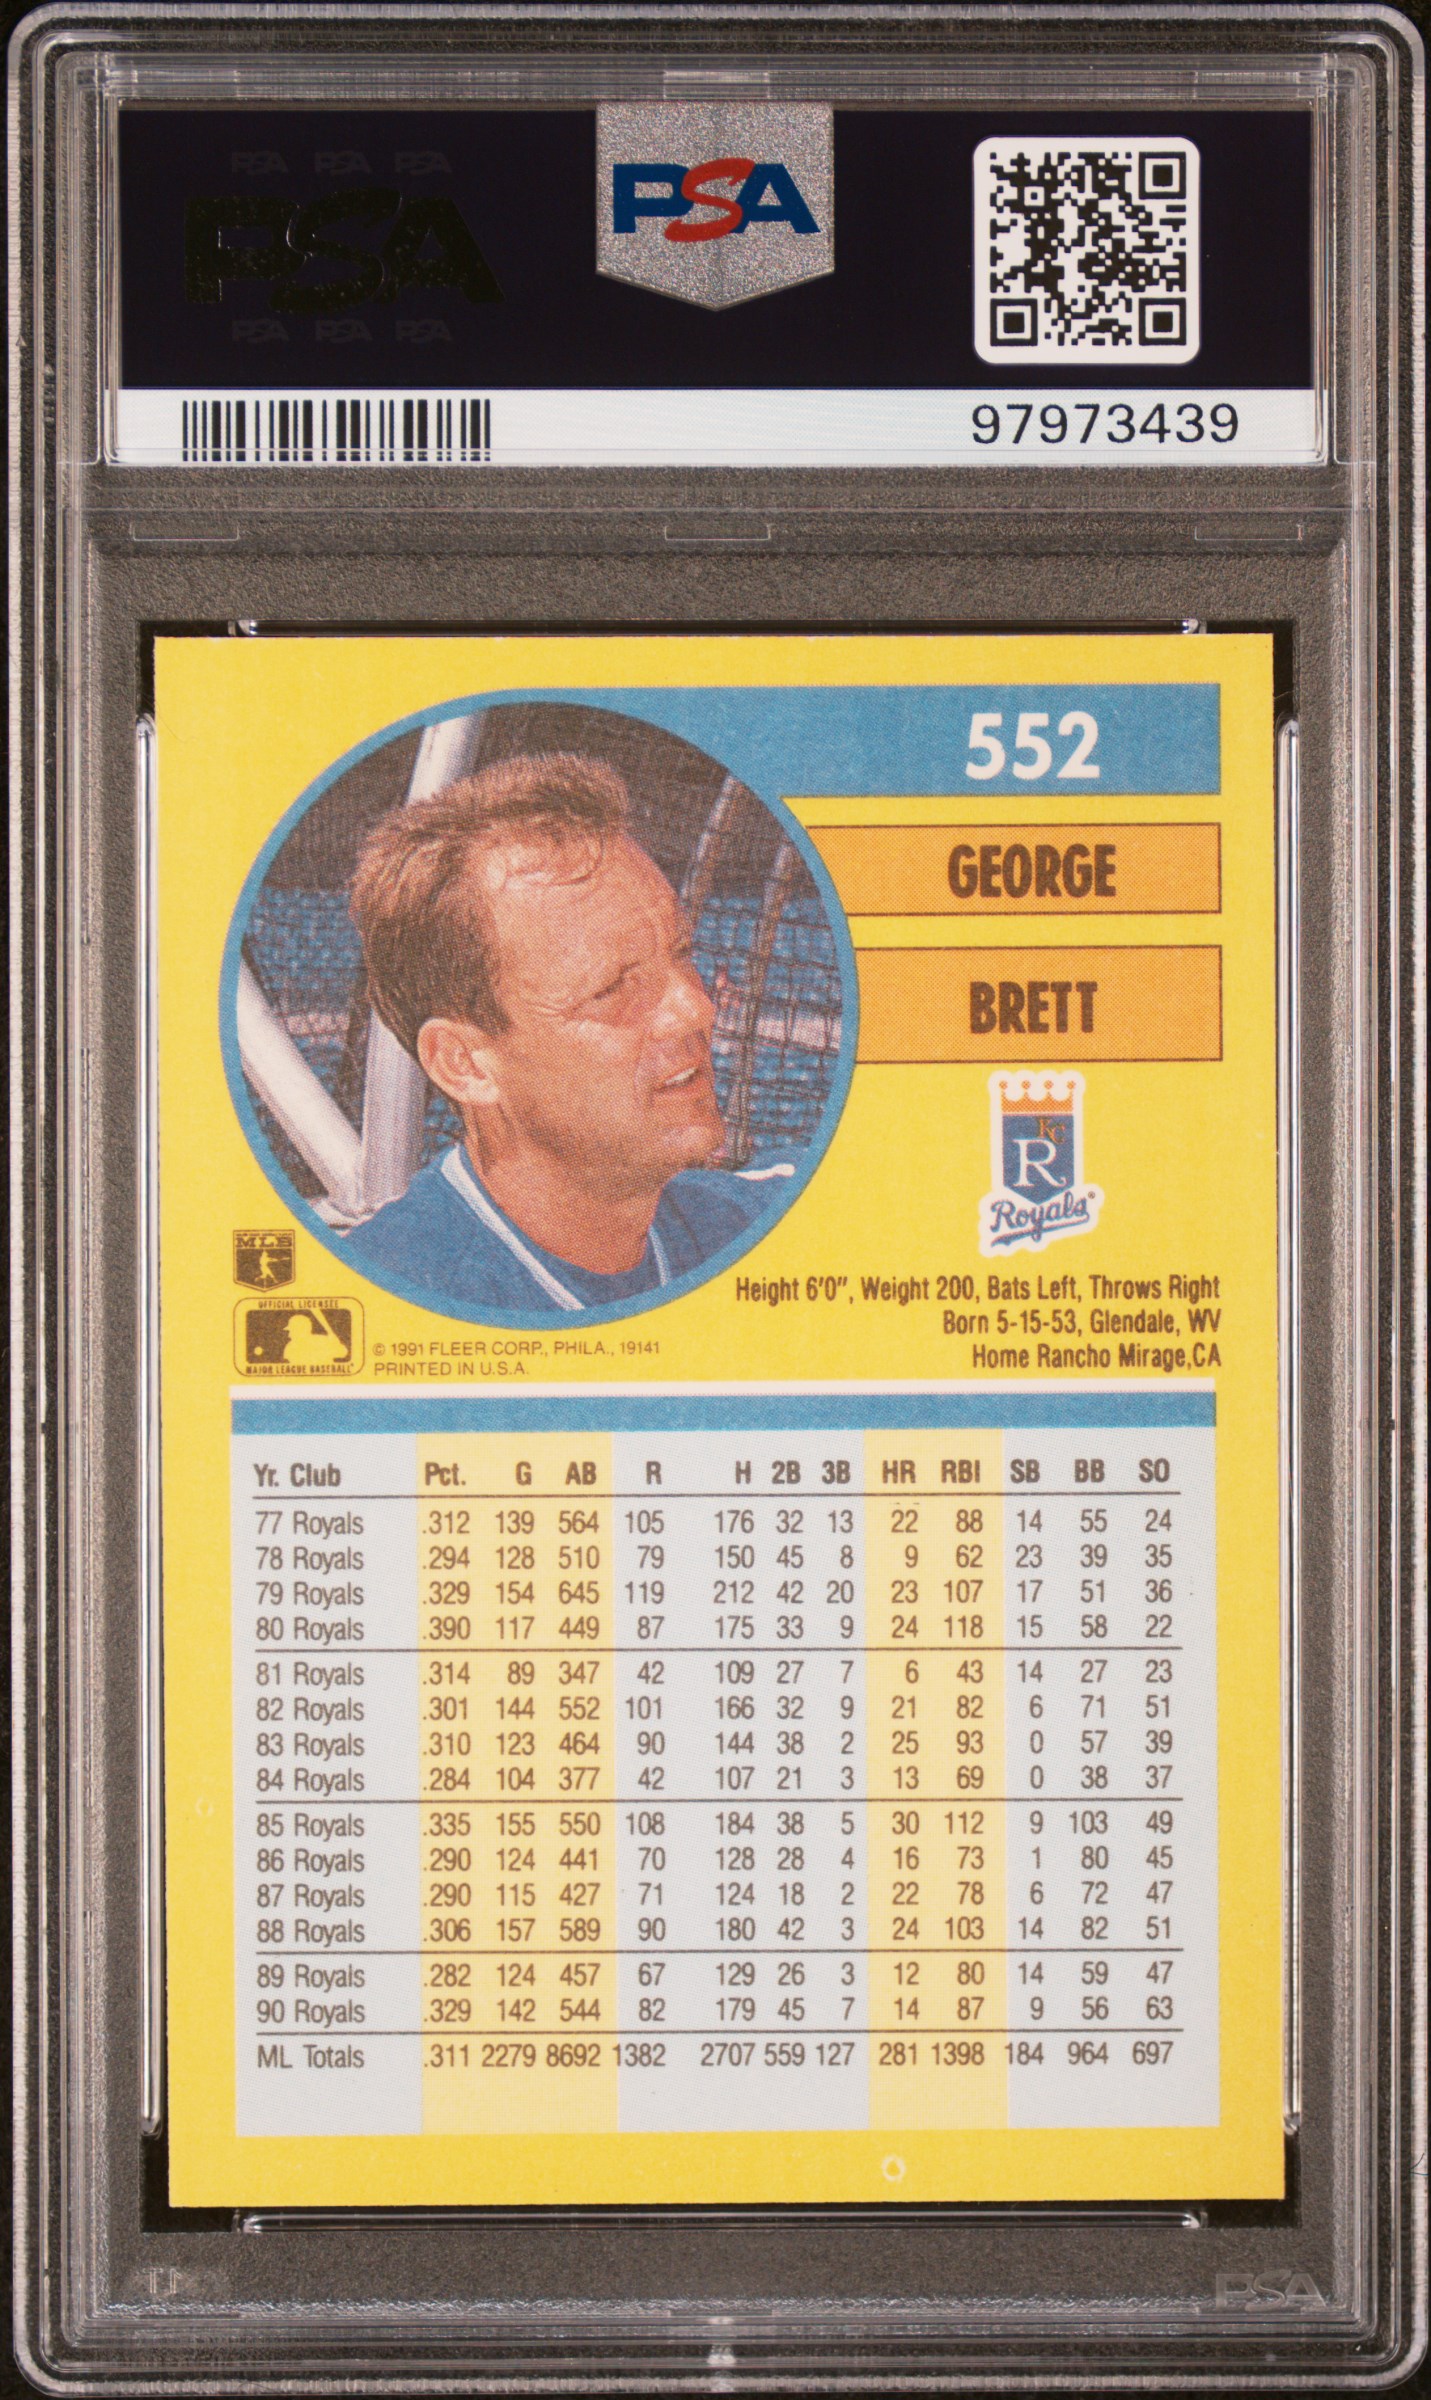 PSA PSA PSA
PSA
PSA PSA PSA
PSA
97973439
552
GEORGE
BRETT
KC
R
Royals
MLB
OFFICIAL LICENSEE
MAJOR LEAGUE BASEBALL
© 1991 FLEER CORP., PHILA., 19141
PRINTED IN U.S.A.
Height 6'0", Weight 200, Bats Left, Throws Right
Born 5-15-53, Glendale, WV
Home Rancho Mirage,CA
Yr. Club Pct. G AB R H 2B 3B HR RBI SB BB SO
77 Royals .312 139 564 105 176 32 13 22 88 14 55 24
78 Royals .294 128 510 79 150 45 8 9 62 23 39 35
79 Royals .329 154 645 119 212 42 20 23 107 17 51 36
80 Royals .390 117 449 87 175 33 9 24 118 15 58 22
81 Royals .314 89 347 42 109 27 7 6 43 14 27 23
82 Royals .301 144 552 101 166 32 9 21 82 6 71 51
83 Royals .310 123 464 90 144 38 2 25 93 0 57 39
84 Royals .284 104 377 42 107 21 3 13 69 0 38 37
85 Royals .335 155 550 108 184 38 5 30 112 9 103 49
86 Royals .290 124 441 70 128 28 4 16 73 1 80 45
87 Royals .290 115 427 71 124 18 2 22 78 6 72 47
88 Royals .306 157 589 90 180 42 3 24 103 14 82 51
89 Royals .282 124 457 67 129 26 3 12 80 14 59 47
90 Royals .329 142 544 82 179 45 7 14 87 9 56 63
ML Totals .311 2279 8692 1382 2707 559 127 281 1398 184 964 697
PSA